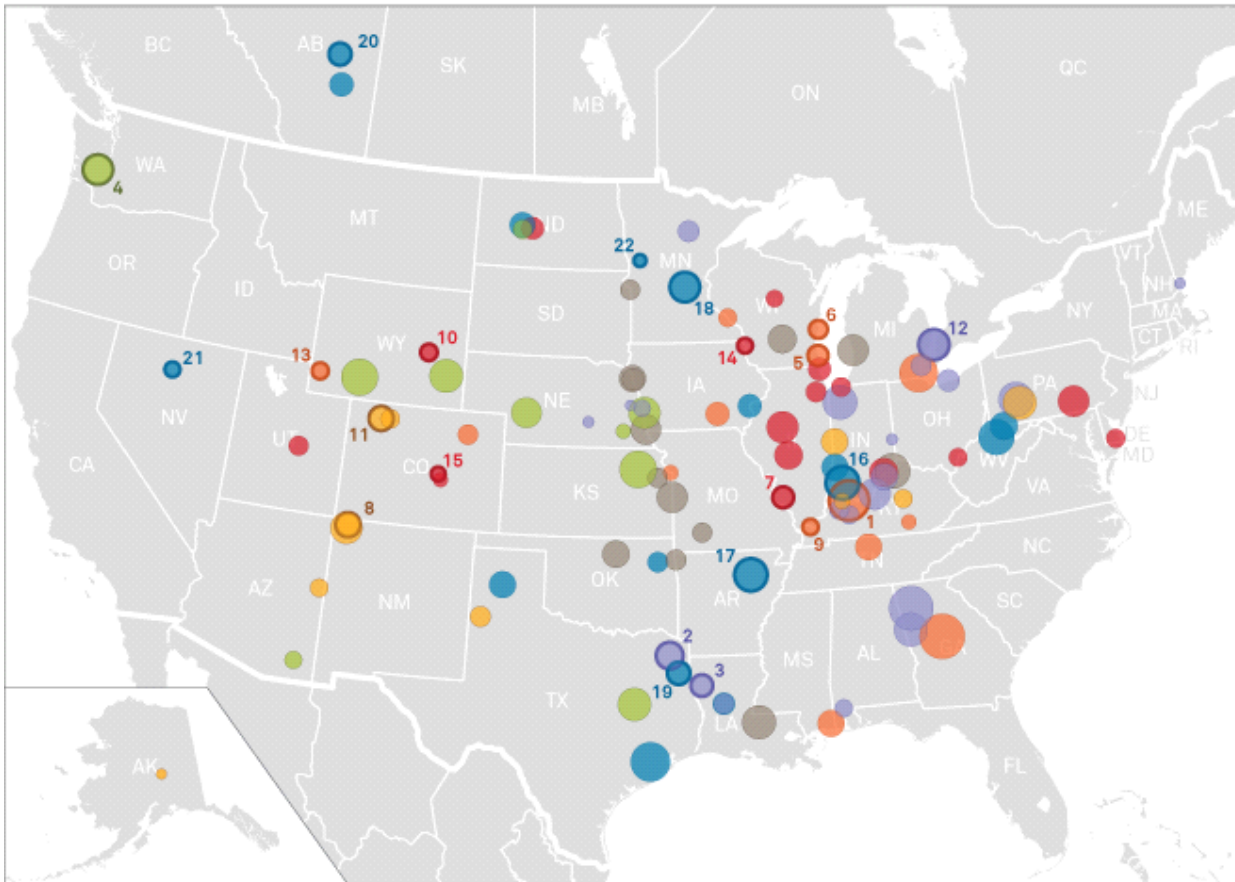 BC
AB
20
SK
MB
ON
QC
WA
4
MT
ND
22
MN
18
ME
VT
NH
NY
MA
CT
RI
OR
ID
SD
WI
6
MI
12
10
WY
14
5
13
21
IA
PA
NJ
NE
NV
11
UT
OH
IN
DE
MD
CA
CO
15
16
WV
VA
KS
MO
7
KY
8
1
9
NC
17
OK
TN
AZ
NM
AR
SC
2
3
MS
AL
GA
19
TX
LA
FL
AK